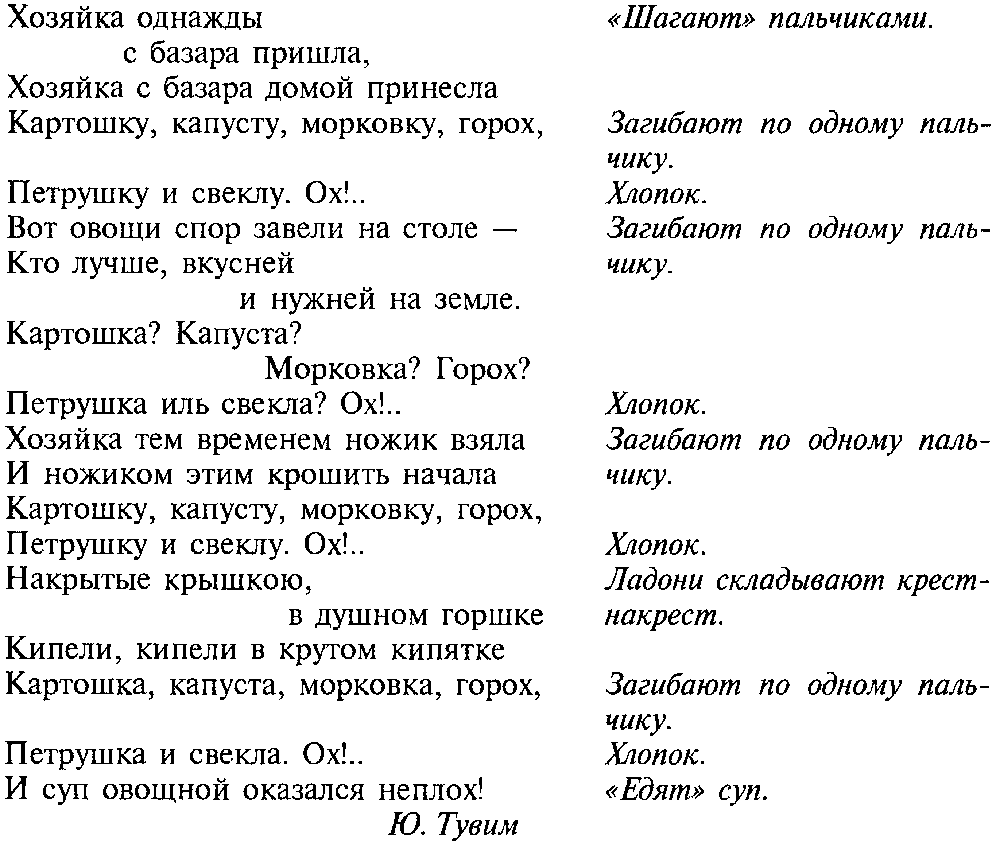 Хозяйка однажды «Шагают» пальчиками.
с базара пришла,
Хозяйка с базара домой принесла
Картошку, капусту, морковку, горох, Загибают по одному паль-
чику.
Петрушку и свеклу. Ох!.. Хлопок.
Вот овощи спор завели на столе — Загибают по одному паль-
Кто лучше, вкусней чику.
и нужней на земле.
Картошка? Капуста?
Морковка? Горох?
Петрушка иль свекла? Ох!.. Хлопок.
Хозяйка тем временем ножик взяла Загибают по одному паль-
И ножиком этим крошить начала чику.
Картошку, капусту, морковку, горох,
Петрушку и свеклу. Ох!.. Хлопок.
Накрытые крышкою, Ладони складывают крест-
в душном горшке накрест.
Кипели, кипели в крутом кипятке
Картошка, капуста, морковка, горох, Загибают по одному паль-
чику.
Петрушка и свекла. Ох!.. Хлопок.
И суп овощной оказался неплох! «Едят» суп.
Ю. Тувим